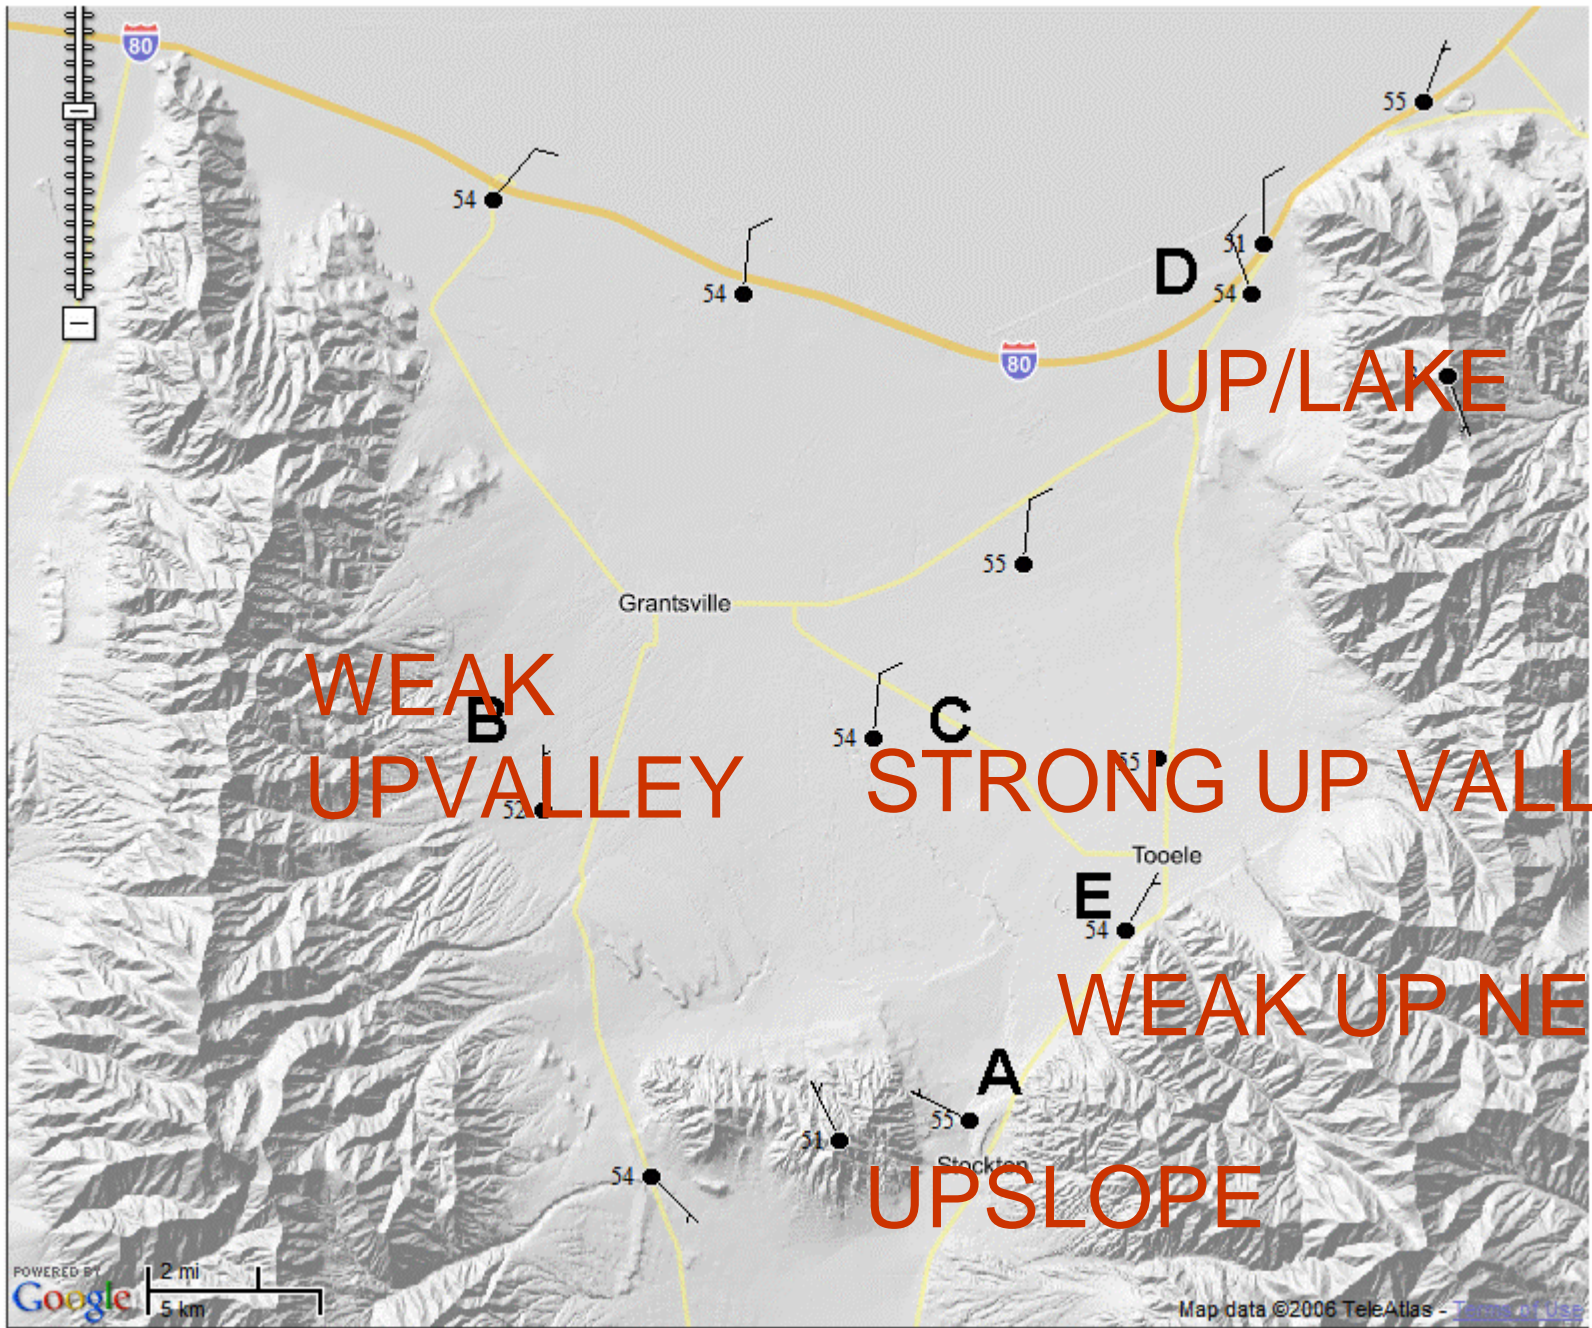 80
55
54
51
D
54
54
80
UP/LAKE
55
Grantsville
WEAK
B
C
54
UPVALLEY
STRONG UP VALL
55
52
Tooele
E
54
WEAK UP NE
A
55
51
Stockton
54
UPSLOPE
POWERED BY
Google
2 mi
5 km
Map data ©2006 TeleAtlas - Terms of Use